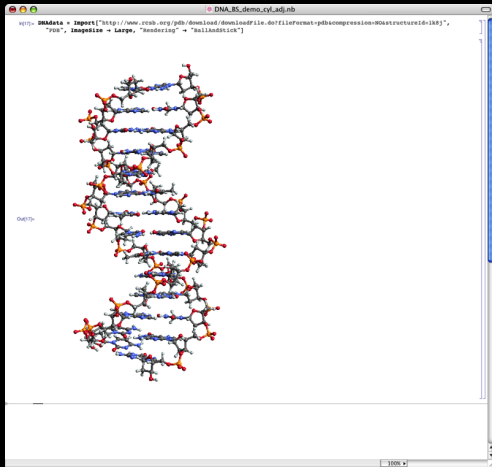 DNA_BS_demo_cyl_adj.nb
In[17]:= DNAdata = Import["http://www.rcsb.org/pdb/download/downloadFile.do?fileFormat=pdb&compression=NO&structureId=1k8j",
"PDB", ImageSize → Large, "Rendering" → "BallAndStick"]
Out[17]=
100%